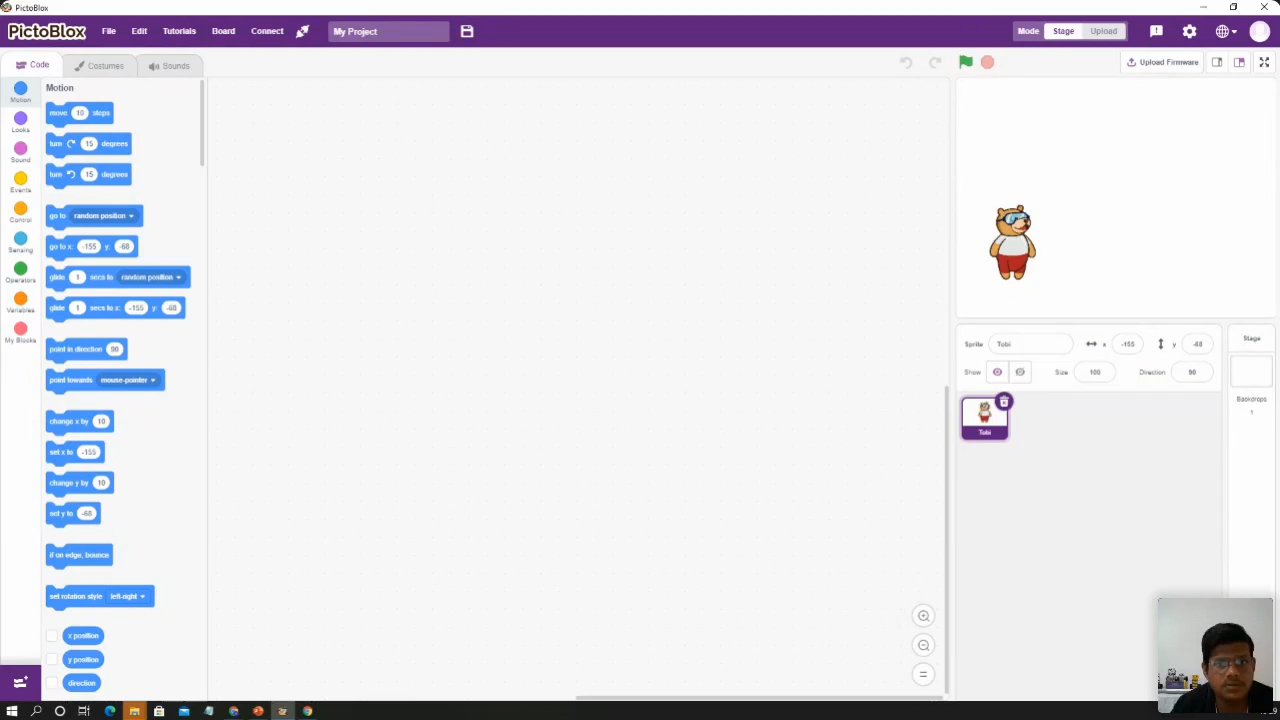 PictoBlox
PictoBlox File Edit Tutorials Board Connect My Project Mode Stage Upload
Code Costumes Sounds Upload Firmware
Motion
Looks
Sound
Events
Control
Sensing
Operators
Variables
My Blocks
Motion
move 10 steps
turn 15 degrees
turn 15 degrees
go to random position
go to x: -155 y: -68
glide 1 secs to random position
glide 1 secs to x: -155 y: -68
point in direction 90
point towards mouse-pointer
change x by 10
set x to -155
change y by 10
set y to -68
if on edge, bounce
set rotation style left-right
x position
y position
direction
Sprite Tobi x -155 y -68
Show Size 100 Direction 90
Tobi
Stage
Backdrops
1